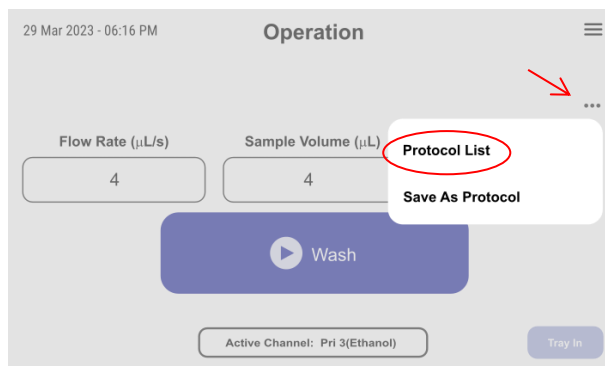 29 Mar 2023 - 06:16 PM
Operation
Flow Rate (μL/s)
Sample Volume (μL)
4
4
Protocol List
Save As Protocol
Wash
Active Channel: Pri 3(Ethanol)
Tray In